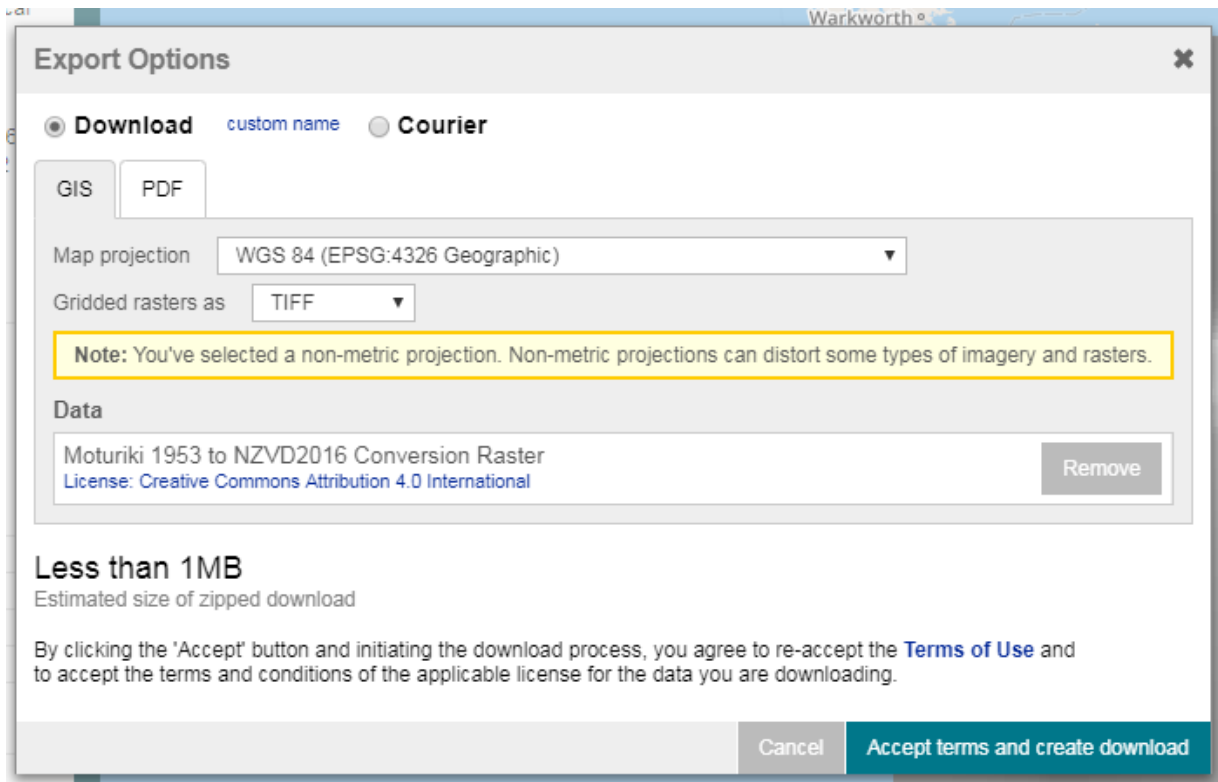 Warkworth
Export Options
Download custom name Courier
GIS PDF
Map projection WGS 84 (EPSG:4326 Geographic)
Gridded rasters as TIFF
Note: You've selected a non-metric projection. Non-metric projections can distort some types of imagery and rasters.
Data
Moturiki 1953 to NZVD2016 Conversion Raster
License: Creative Commons Attribution 4.0 International
Remove
Less than 1MB
Estimated size of zipped download
By clicking the 'Accept' button and initiating the download process, you agree to re-accept the Terms of Use and
to accept the terms and conditions of the applicable license for the data you are downloading.
Cancel Accept terms and create download